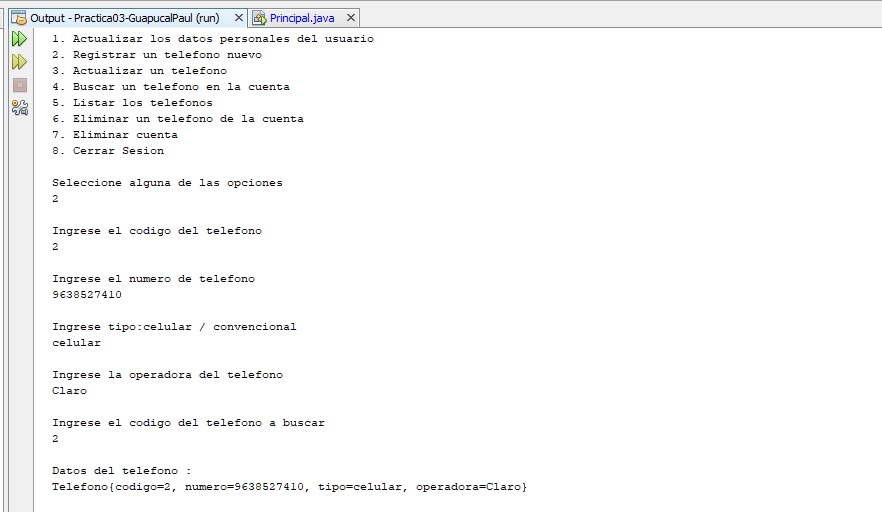 Output - Practica03-GuapucalPaul (run) Principal.java
1. Actualizar los datos personales del usuario
2. Registrar un telefono nuevo
3. Actualizar un telefono
4. Buscar un telefono en la cuenta
5. Listar los telefonos
6. Eliminar un telefono de la cuenta
7. Eliminar cuenta
8. Cerrar Sesion
Seleccione alguna de las opciones
2
Ingrese el codigo del telefono
2
Ingrese el numero de telefono
9638527410
Ingrese tipo:celular / convencional
celular
Ingrese la operadora del telefono
Claro
Ingrese el codigo del telefono a buscar
2
Datos del telefono :
Telefono{codigo=2, numero=9638527410, tipo=celular, operadora=Claro}